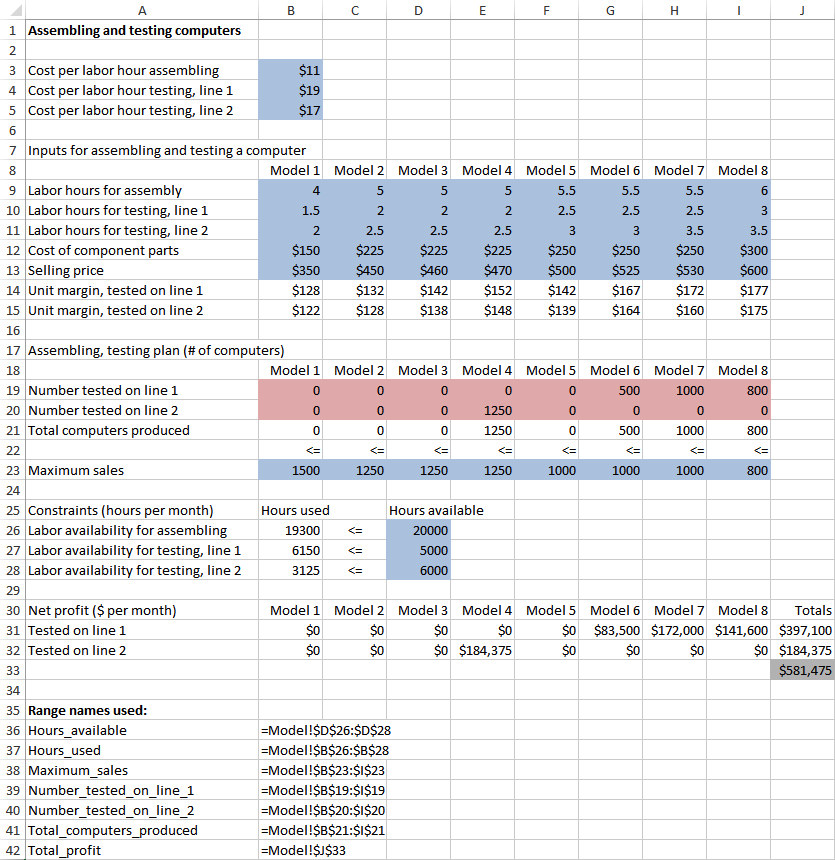 A B C D E F G H I J
1 Assembling and testing computers
2
3 Cost per labor hour assembling $11
4 Cost per labor hour testing, line 1 $19
5 Cost per labor hour testing, line 2 $17
6
7 Inputs for assembling and testing a computer
8 Model 1 Model 2 Model 3 Model 4 Model 5 Model 6 Model 7 Model 8
9 Labor hours for assembly 4 5 5 5 5.5 5.5 5.5 6
10 Labor hours for testing, line 1 1.5 2 2 2 2.5 2.5 2.5 3
11 Labor hours for testing, line 2 2 2.5 2.5 2.5 3 3 3.5 3.5
12 Cost of component parts $150 $225 $225 $225 $250 $250 $250 $300
13 Selling price $350 $450 $460 $470 $500 $525 $530 $600
14 Unit margin, tested on line 1 $128 $132 $142 $152 $142 $167 $172 $177
15 Unit margin, tested on line 2 $122 $128 $138 $148 $139 $164 $160 $175
16
17 Assembling, testing plan (# of computers)
18 Model 1 Model 2 Model 3 Model 4 Model 5 Model 6 Model 7 Model 8
19 Number tested on line 1 0 0 0 0 0 500 1000 800
20 Number tested on line 2 0 0 0 1250 0 0 0 0
21 Total computers produced 0 0 0 1250 0 500 1000 800
22 <= <= <= <= <= <= <= <=
23 Maximum sales 1500 1250 1250 1250 1000 1000 1000 800
24
25 Constraints (hours per month) Hours used Hours available
26 Labor availability for assembling 19300 <= 20000
27 Labor availability for testing, line 1 6150 <= 5000
28 Labor availability for testing, line 2 3125 <= 6000
29
30 Net profit ($ per month) Model 1 Model 2 Model 3 Model 4 Model 5 Model 6 Model 7 Model 8 Totals
31 Tested on line 1 $0 $0 $0 $0 $0 $83,500 $172,000 $141,600 $397,100
32 Tested on line 2 $0 $0 $0 $184,375 $0 $0 $0 $0 $184,375
33 $581,475
34
35 Range names used:
36 Hours_available =Model!$D$26:$D$28
37 Hours_used =Model!$B$26:$B$28
38 Maximum_sales =Model!$B$23:$I$23
39 Number_tested_on_line_1 =Model!$B$19:$I$19
40 Number_tested_on_line_2 =Model!$B$20:$I$20
41 Total_computers_produced =Model!$B$21:$I$21
42 Total_profit =Model!$J$33